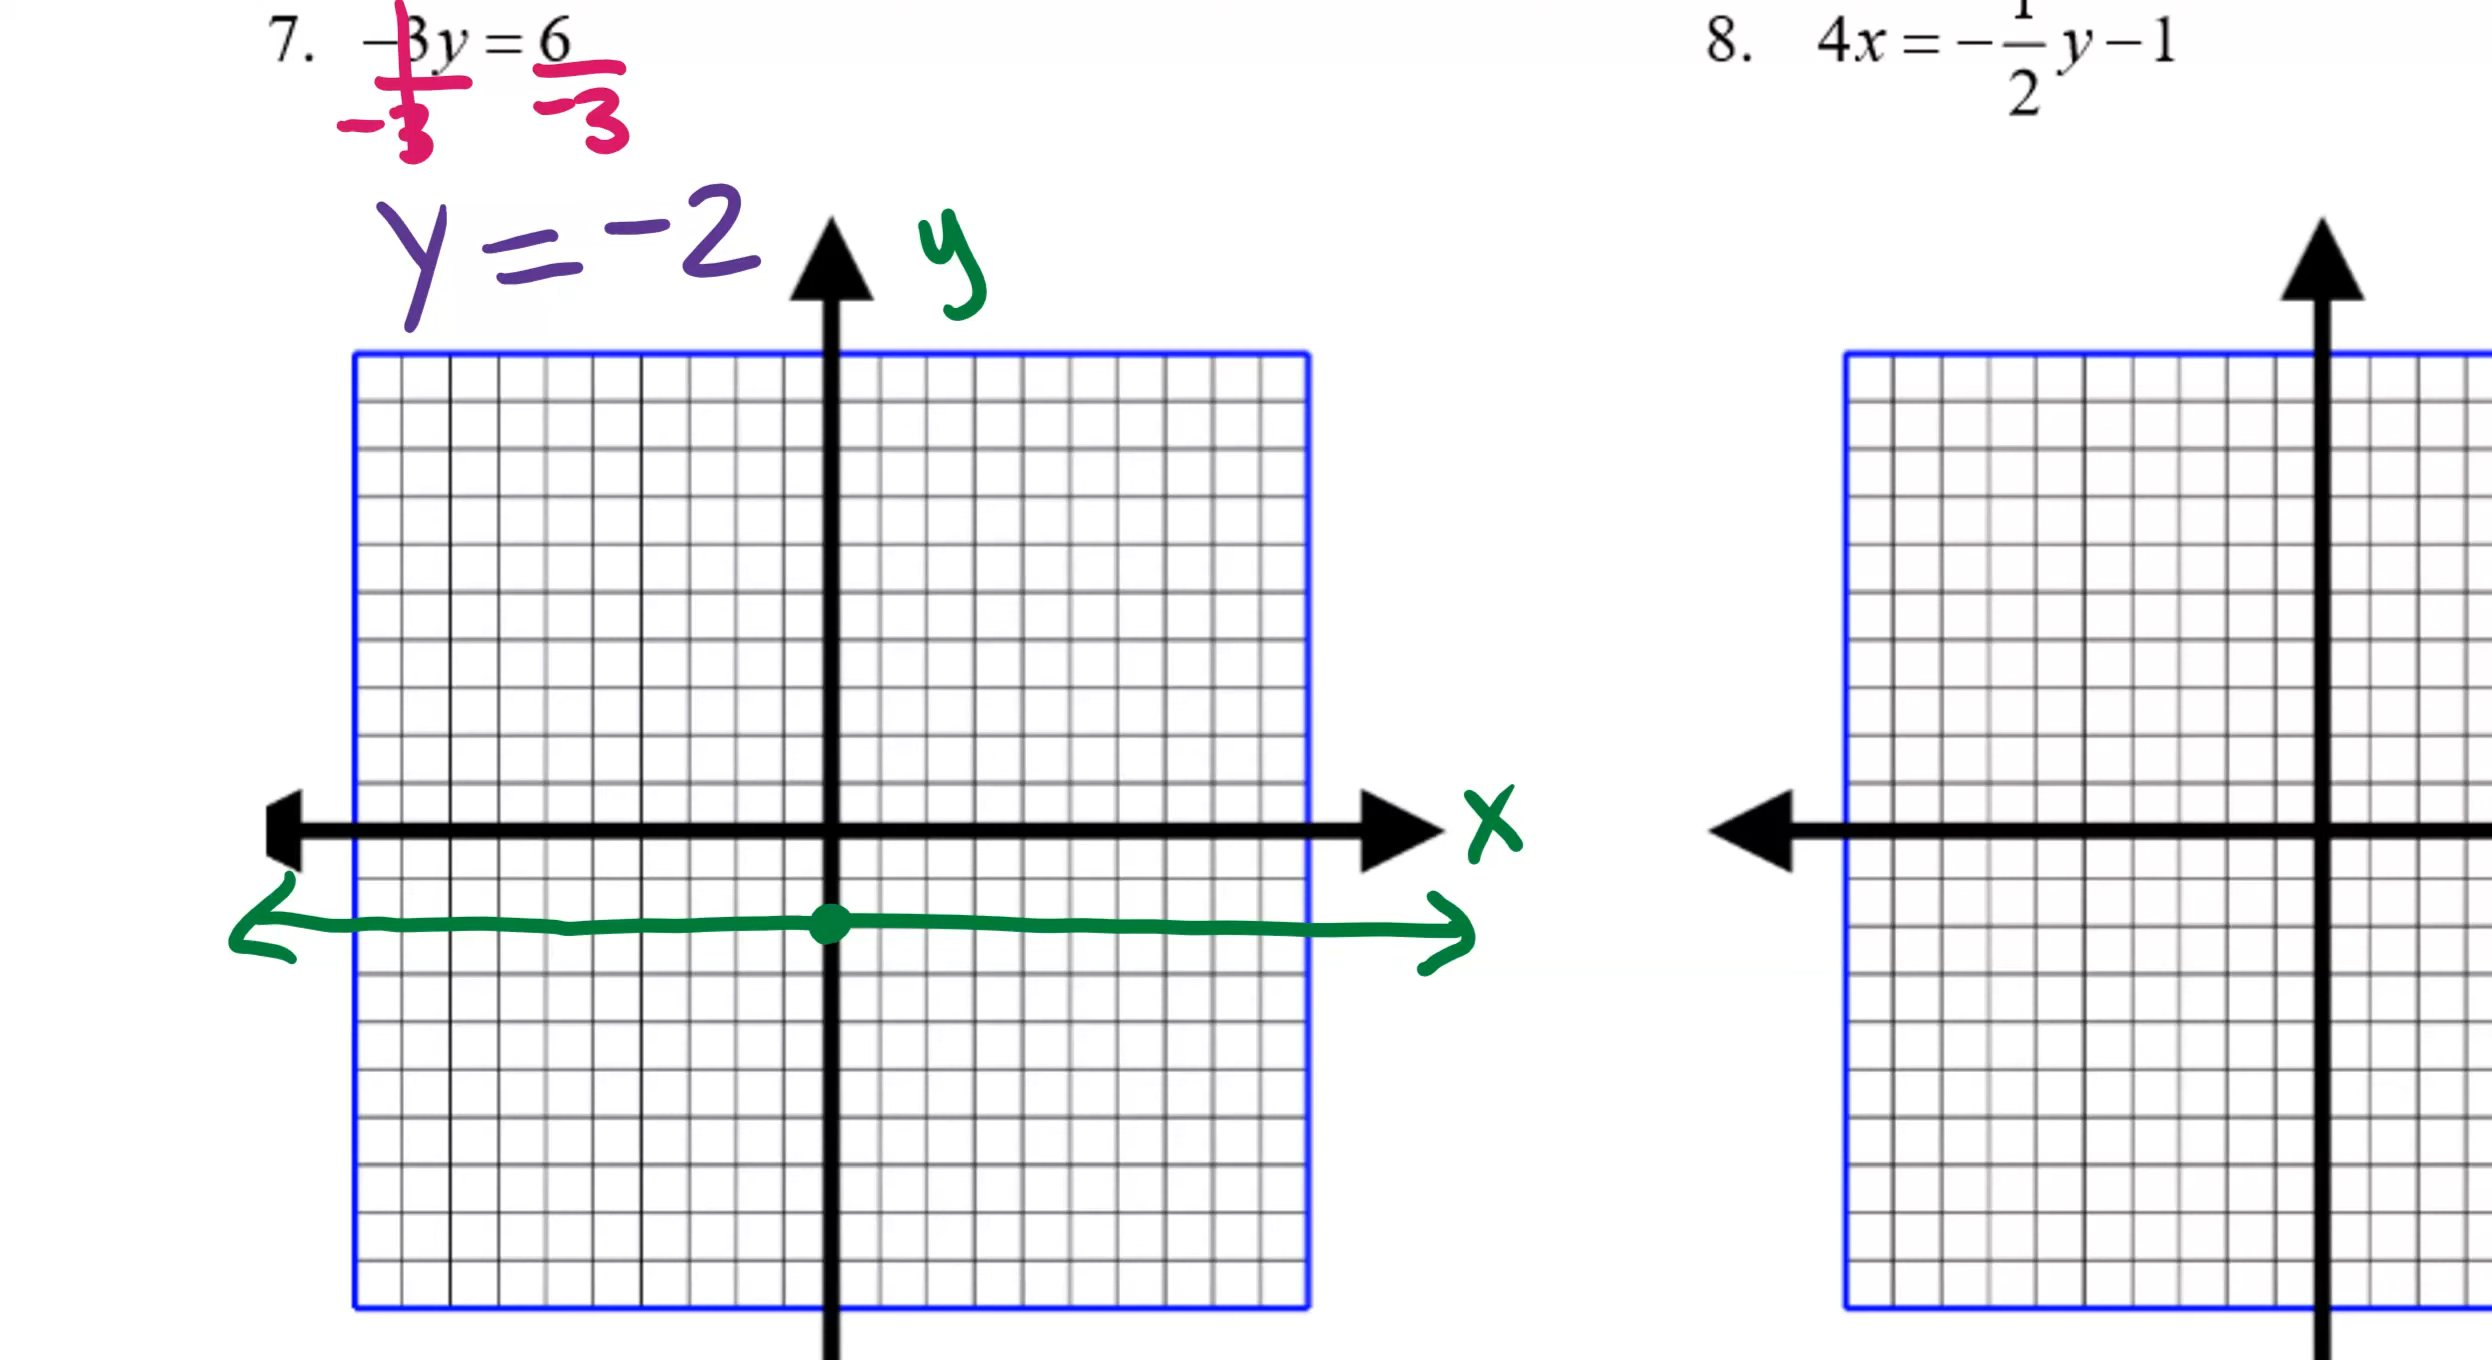 7. -3y = 6
-3 -3
y = -2
y
x
8. 4x = -1/2 y - 1